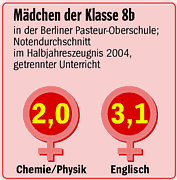 Mädchen der Klasse 8b
in der Berliner Pasteur-Oberschule;
Notendurchschnitt
im Halbjahreszeugnis 2004,
getrennter Unterricht
2,0 3,1
Chemie/Physik Englisch